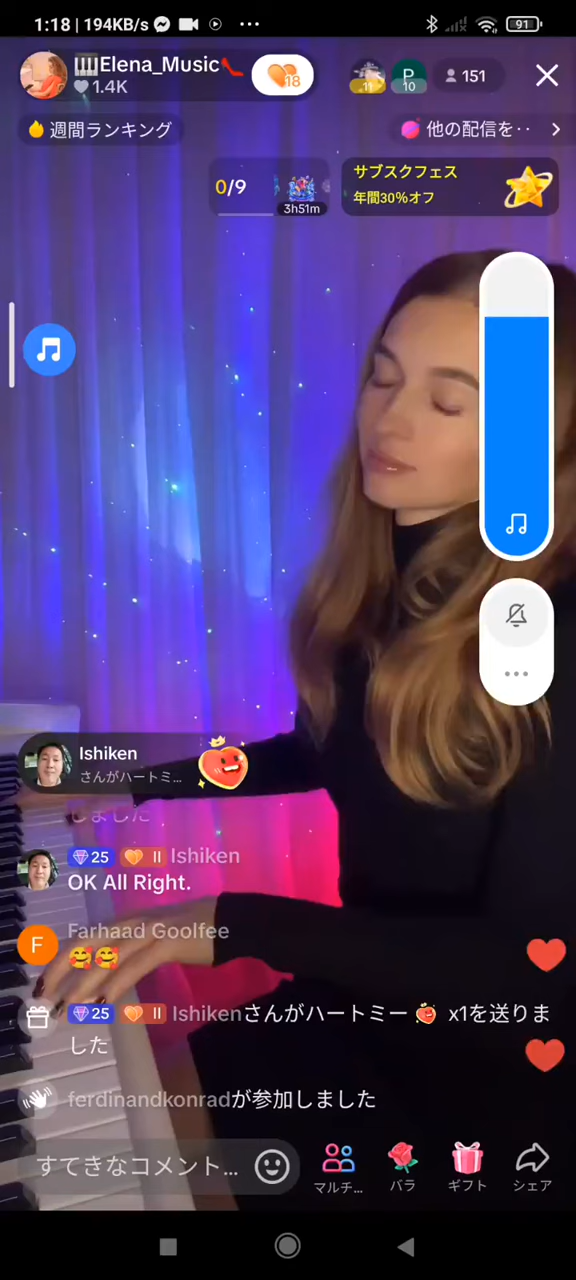 1:18 | 194KB/s
91
🎹Elena_Music👠
1.4K
18
11
P
10
151
週間ランキング
他の配信を··
0/9
3h51m
サブスクフェス
年間30%オフ
Ishiken
さんがハートミ...
しました
25 II Ishiken
OK All Right.
F
Farhaad Goolfee
🥰🥰
25 II Ishikenさんがハートミー x1を送りま
した
ferdinandkonradが参加しました
すてきなコメント...
マルチ...
バラ
ギフト
シェア